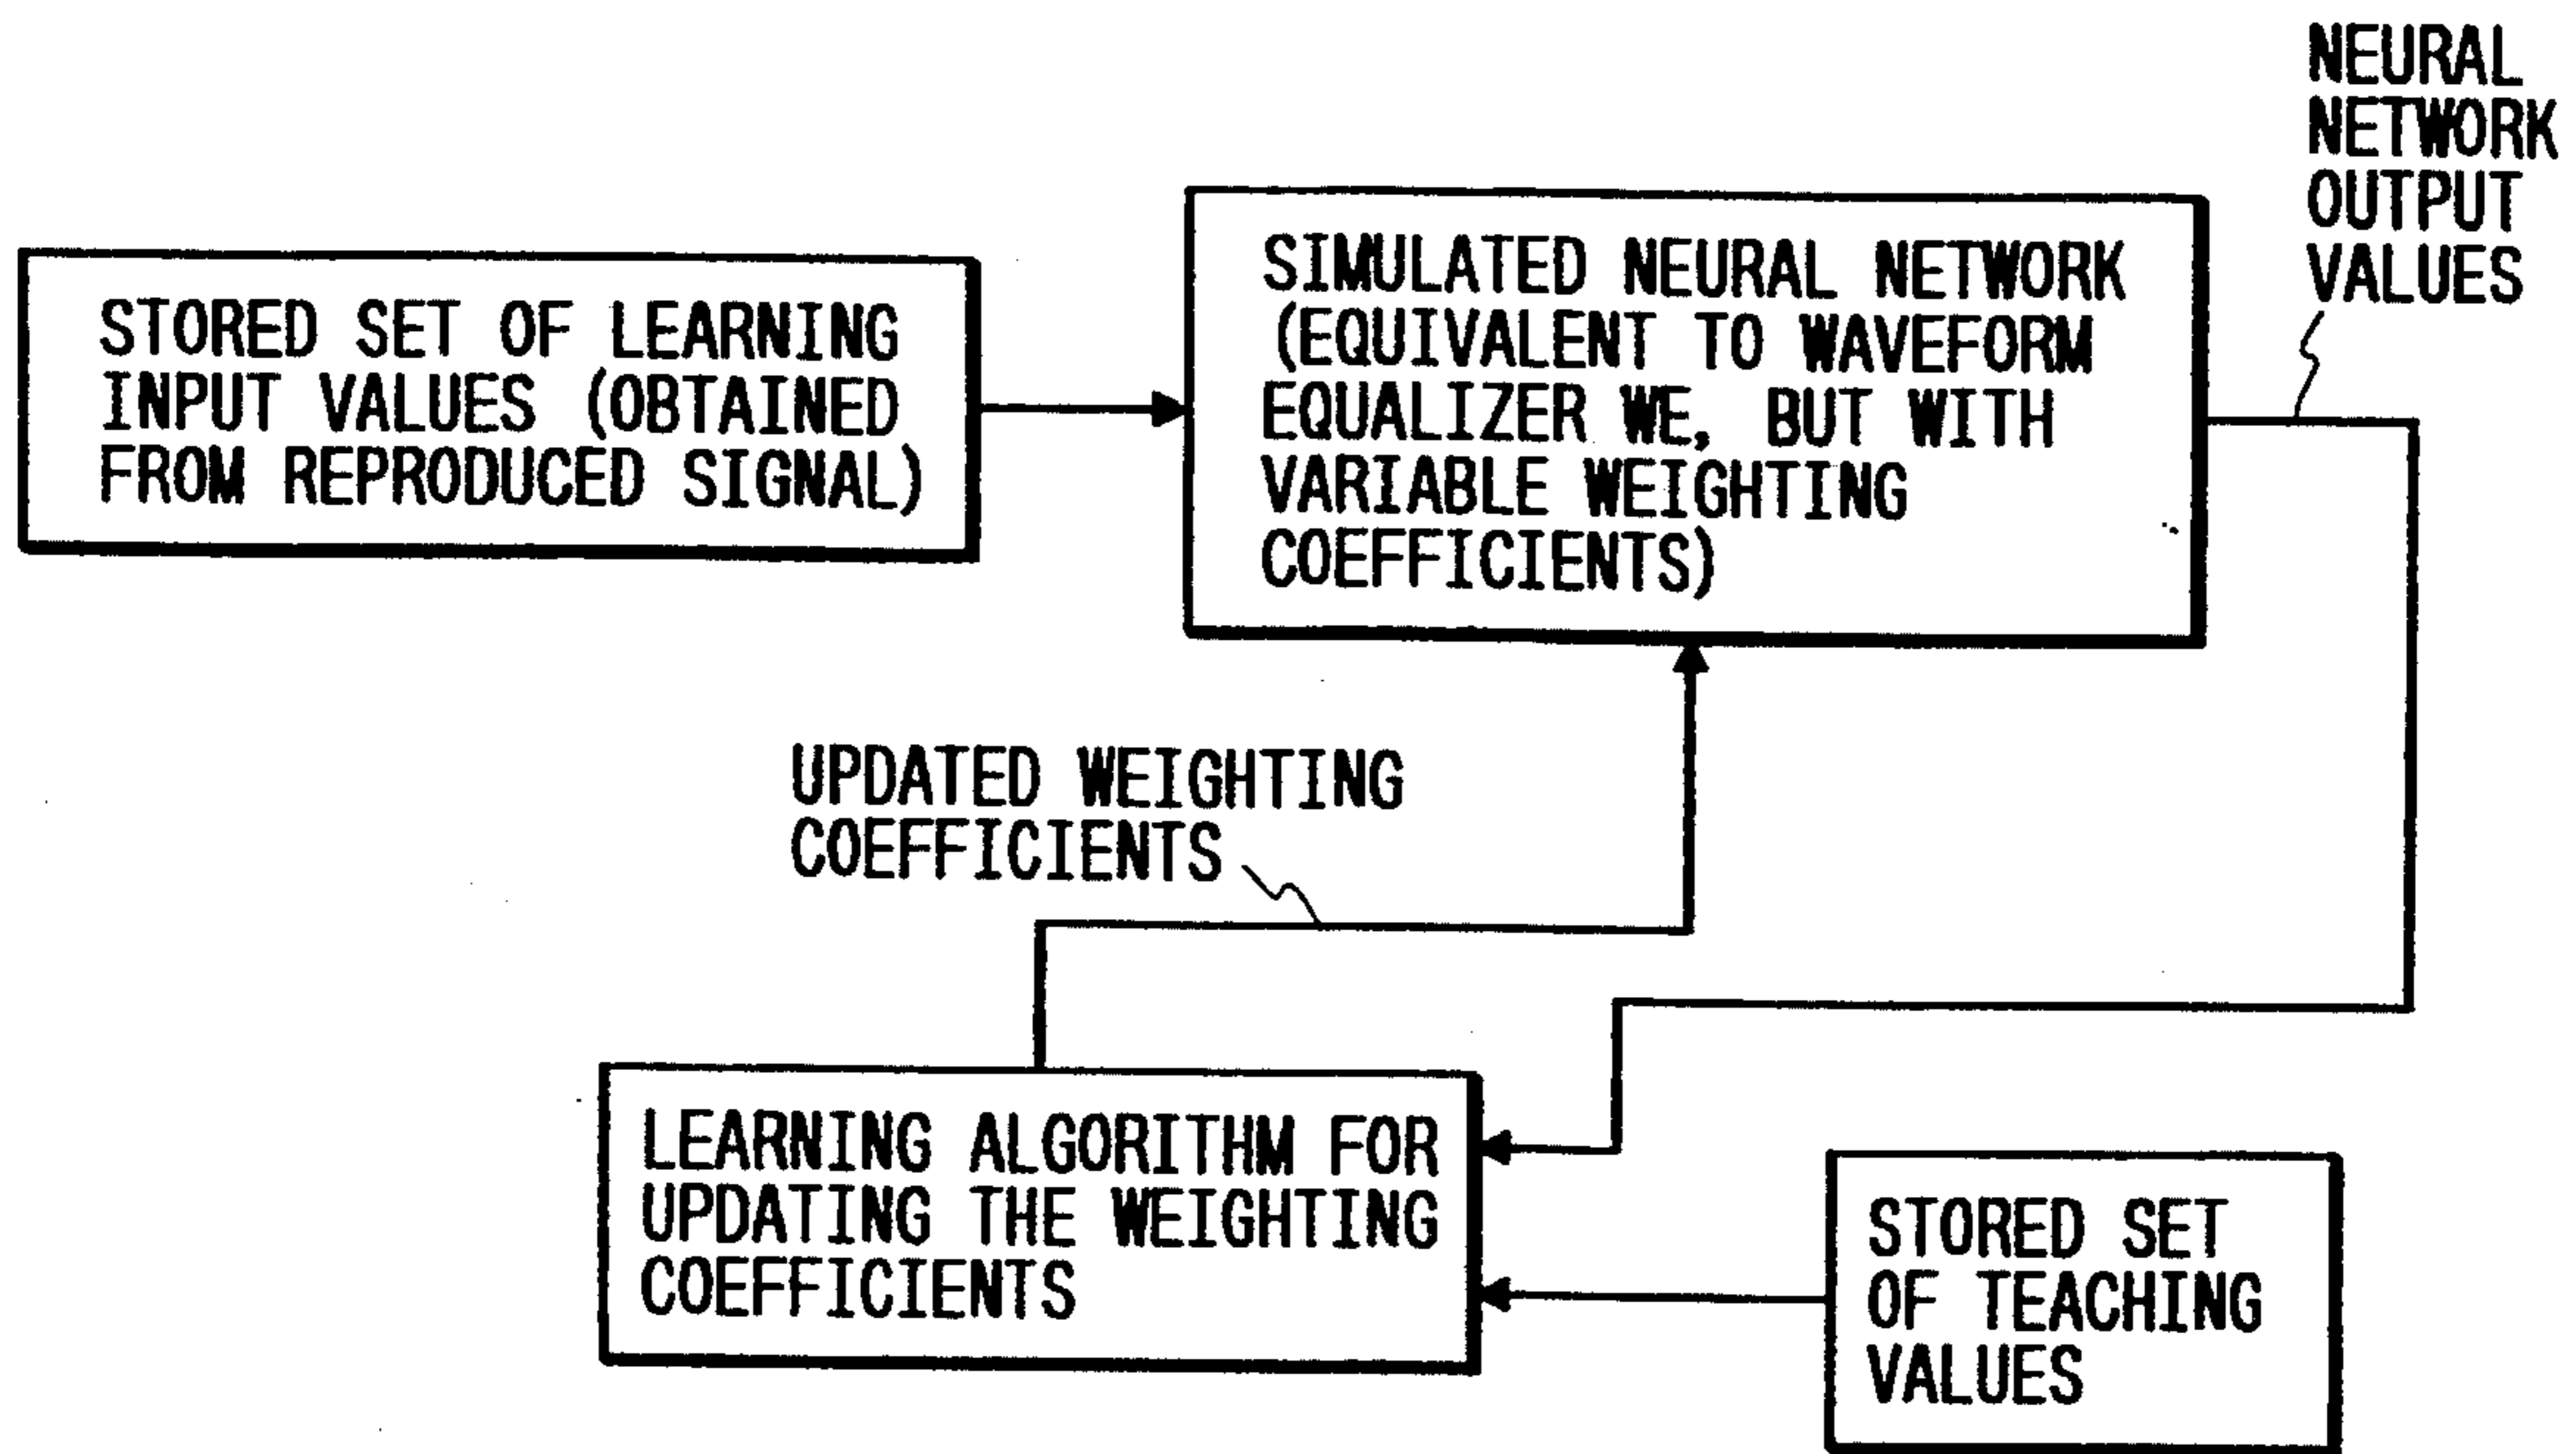 NEURAL
NETWORK
OUTPUT
VALUES
STORED SET OF LEARNING
INPUT VALUES (OBTAINED
FROM REPRODUCED SIGNAL)
SIMULATED NEURAL NETWORK
(EQUIVALENT TO WAVEFORM
EQUALIZER WE, BUT WITH
VARIABLE WEIGHTING
COEFFICIENTS)
UPDATED WEIGHTING
COEFFICIENTS
LEARNING ALGORITHM FOR
UPDATING THE WEIGHTING
COEFFICIENTS
STORED SET
OF TEACHING
VALUES